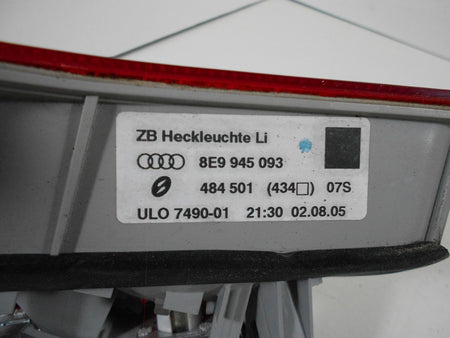 ZB Heckleuchte Li
8E9 945 093
484 501 (434□) 07S
ULO 7490-01 21:30 02.08.05